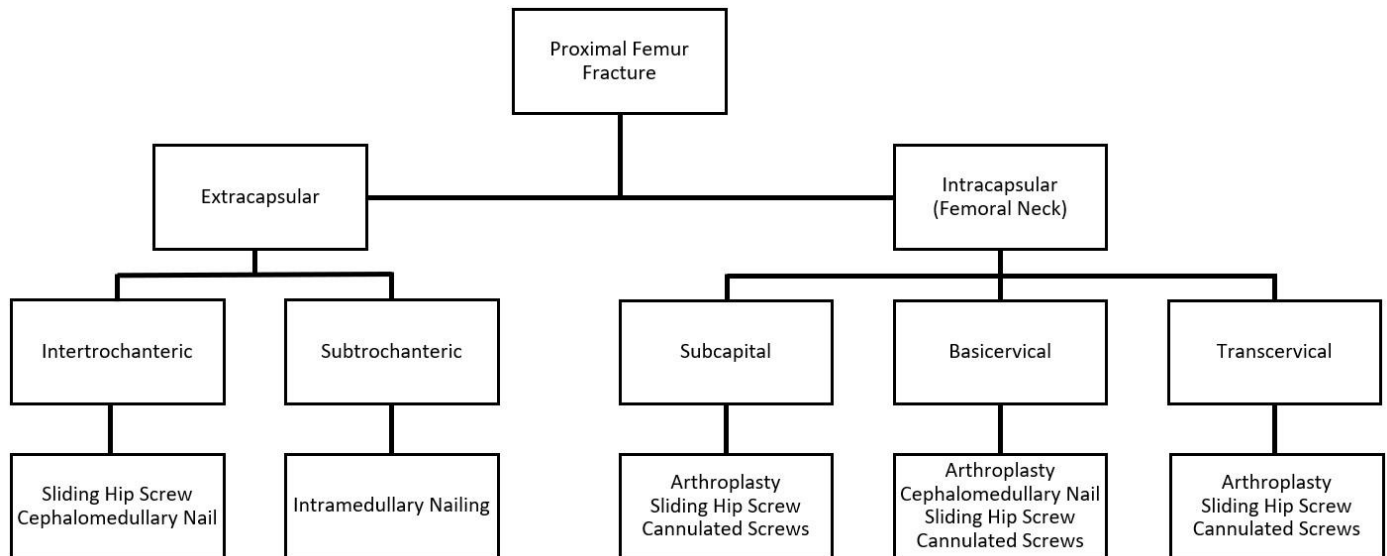 Proximal Femur
Fracture
Extracapsular
Intracapsular
(Femoral Neck)
Intertrochanteric
Subtrochanteric
Subcapital
Basicervical
Transcervical
Sliding Hip Screw
Cephalomedullary Nail
Intramedullary Nailing
Arthroplasty
Sliding Hip Screw
Cannulated Screws
Arthroplasty
Cephalomedullary Nail
Sliding Hip Screw
Cannulated Screws
Arthroplasty
Sliding Hip Screw
Cannulated Screws